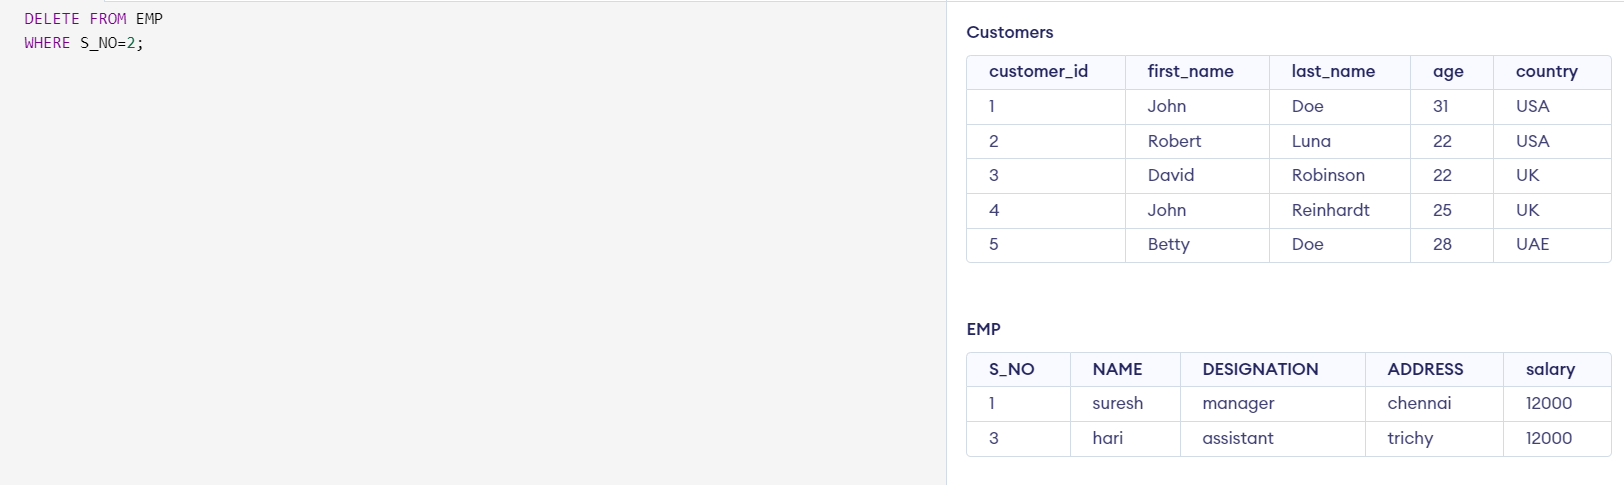 DELETE FROM EMP
WHERE S_NO=2;
Customers
customer_id first_name last_name age country
1 John Doe 31 USA
2 Robert Luna 22 USA
3 David Robinson 22 UK
4 John Reinhardt 25 UK
5 Betty Doe 28 UAE
EMP
S_NO NAME DESIGNATION ADDRESS salary
1 suresh manager chennai 12000
3 hari assistant trichy 12000